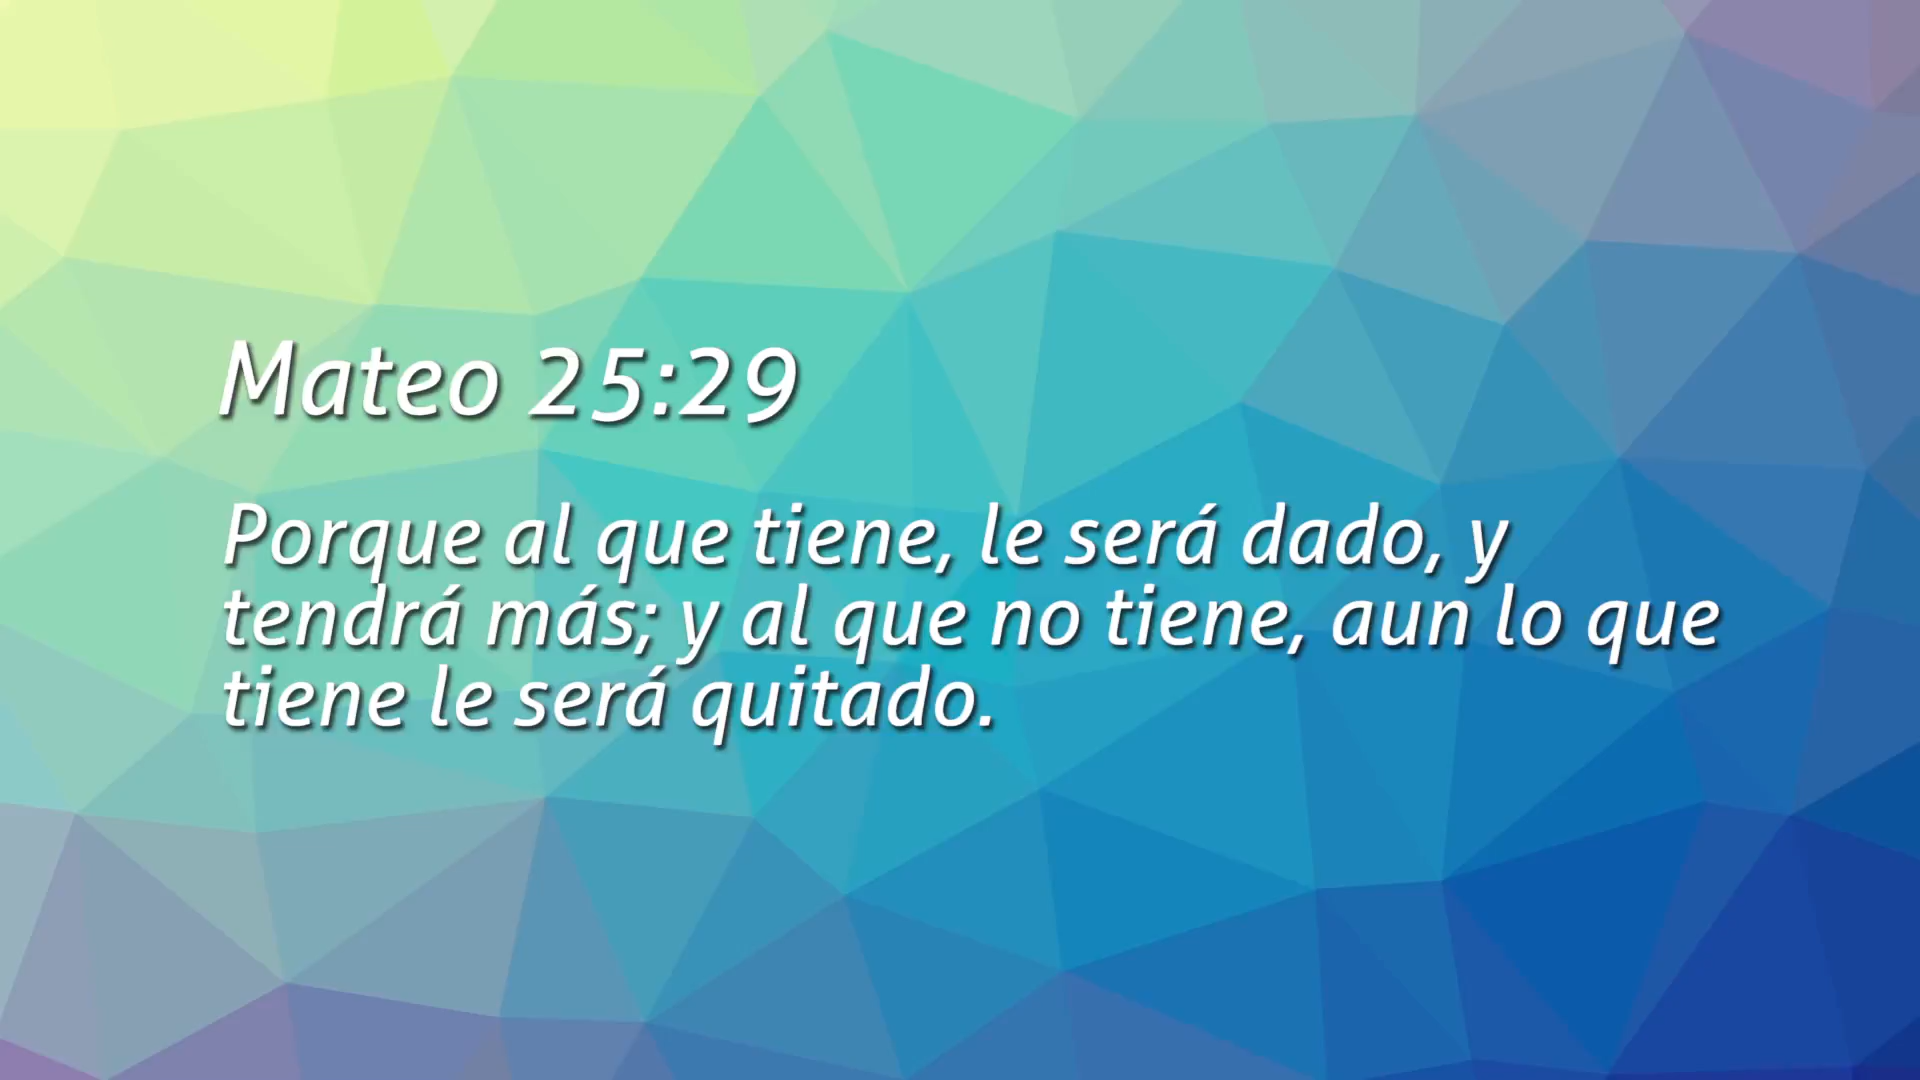 Mateo 25:29
Porque al que tiene, le será dado, y
tendrá más; y al que no tiene, aun lo que
tiene le será quitado.